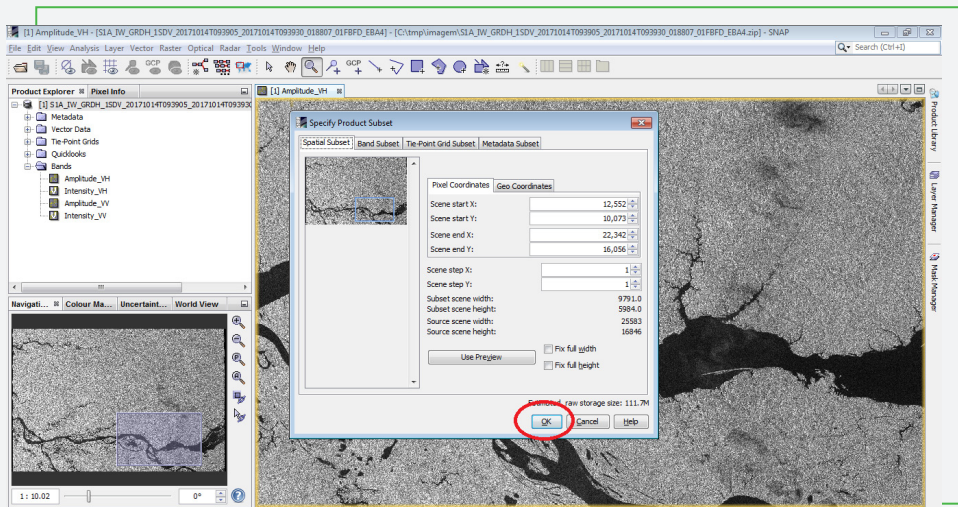 [1] Amplitude_VH - [S1A_IW_GRDH_1SDV_20171014T093905_20171014T093930_018807_01FBFD_EBA4] - [C:\tmp\imagem\S1A_IW_GRDH_1SDV_20171014T093905_20171014T093930_018807_01FBFD_EBA4.zip] - SNAP
File Edit View Analysis Layer Vector Raster Optical Radar Tools Window Help
Search (Ctrl+I)
GCP
GCP
Product Explorer Pixel Info
[1] Amplitude_VH
[1] S1A_IW_GRDH_1SDV_20171014T093905_20171014T093930
Metadata
Vector Data
Tie-Point Grids
Quicklooks
Bands
Amplitude_VH
Intensity_VH
Amplitude_VV
Intensity_VV
Specify Product Subset
Spatial Subset Band Subset Tie-Point Grid Subset Metadata Subset
Pixel Coordinates Geo Coordinates
Scene start X: 12,552
Scene start Y: 10,073
Scene end X: 22,342
Scene end Y: 16,056
Scene step X: 1
Scene step Y: 1
Subset scene width: 9791.0
Subset scene height: 5984.0
Source scene width: 25583
Source scene height: 16846
Use Preview
Fix full width
Fix full height
Estimated, raw storage size: 111.7M
OK Cancel Help
Navigati... Colour Ma... Uncertaint... World View
1 : 10.02
0°
Product Library
Layer Manager
Mask Manager